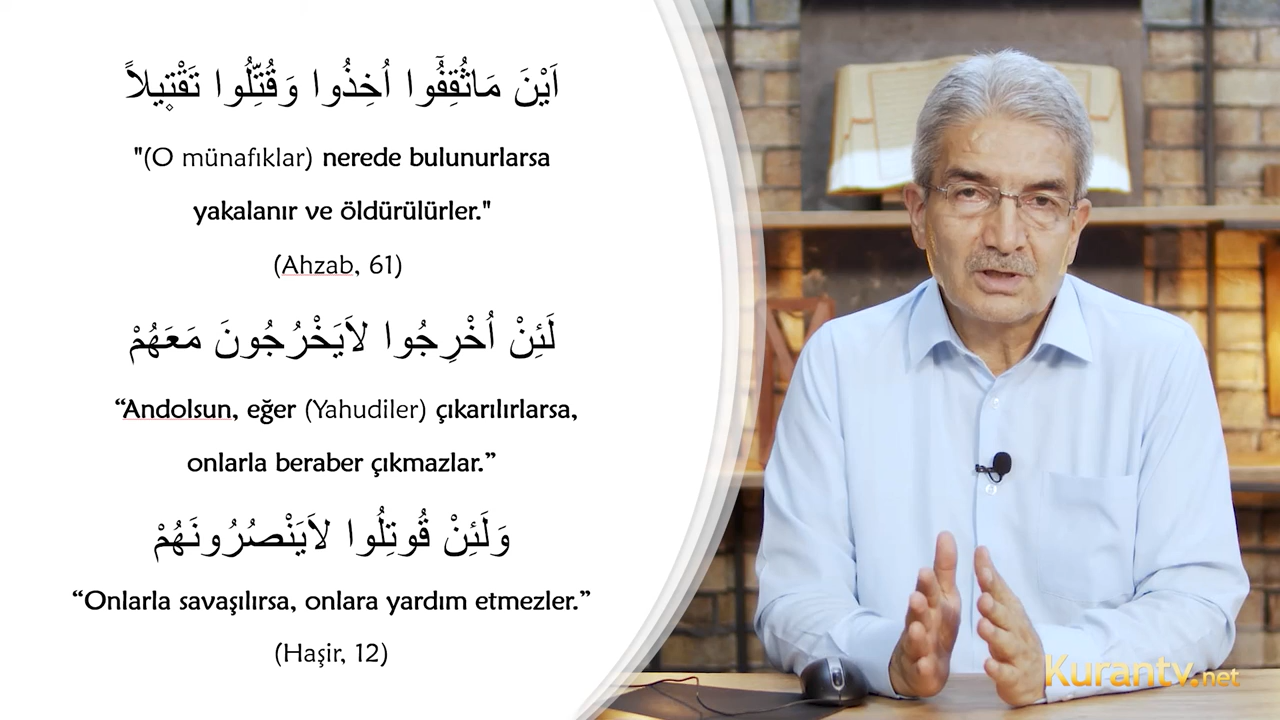 اَيْنَ مَاثُقِفُٓوا اُخِذُوا وَقُتِّلُوا تَقْت۪يلاً
"(O münafıklar) nerede bulunurlarsa
yakalanır ve öldürülürler."
(Ahzab, 61)
لَئِنْ اُخْرِجُوا لاَيَخْرُجُونَ مَعَهُمْ
“Andolsun, eğer (Yahudiler) çıkarılırlarsa,
onlarla beraber çıkmazlar.”
وَلَئِنْ قُوتِلُوا لاَيَنْصُرُونَهُمْ
“Onlarla savaşılırsa, onlara yardım etmezler.”
(Haşir, 12)
Kurantv.net